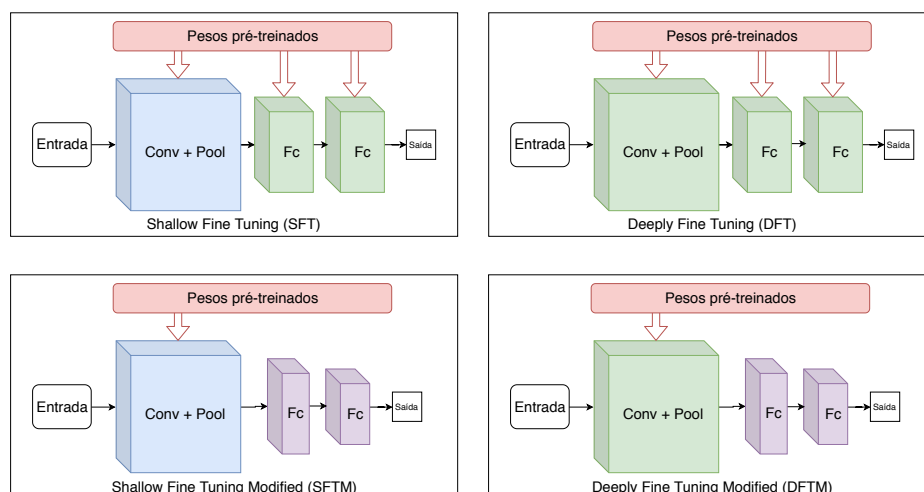 Pesos pré-treinados
Entrada
Conv + Pool
Fc
Fc
Saída
Shallow Fine Tuning (SFT)
Pesos pré-treinados
Entrada
Conv + Pool
Fc
Fc
Saída
Deeply Fine Tuning (DFT)
Pesos pré-treinados
Entrada
Conv + Pool
Fc
Fc
Saída
Shallow Fine Tuning Modified (SFTM)
Pesos pré-treinados
Entrada
Conv + Pool
Fc
Fc
Saída
Deeply Fine Tuning Modified (DFTM)